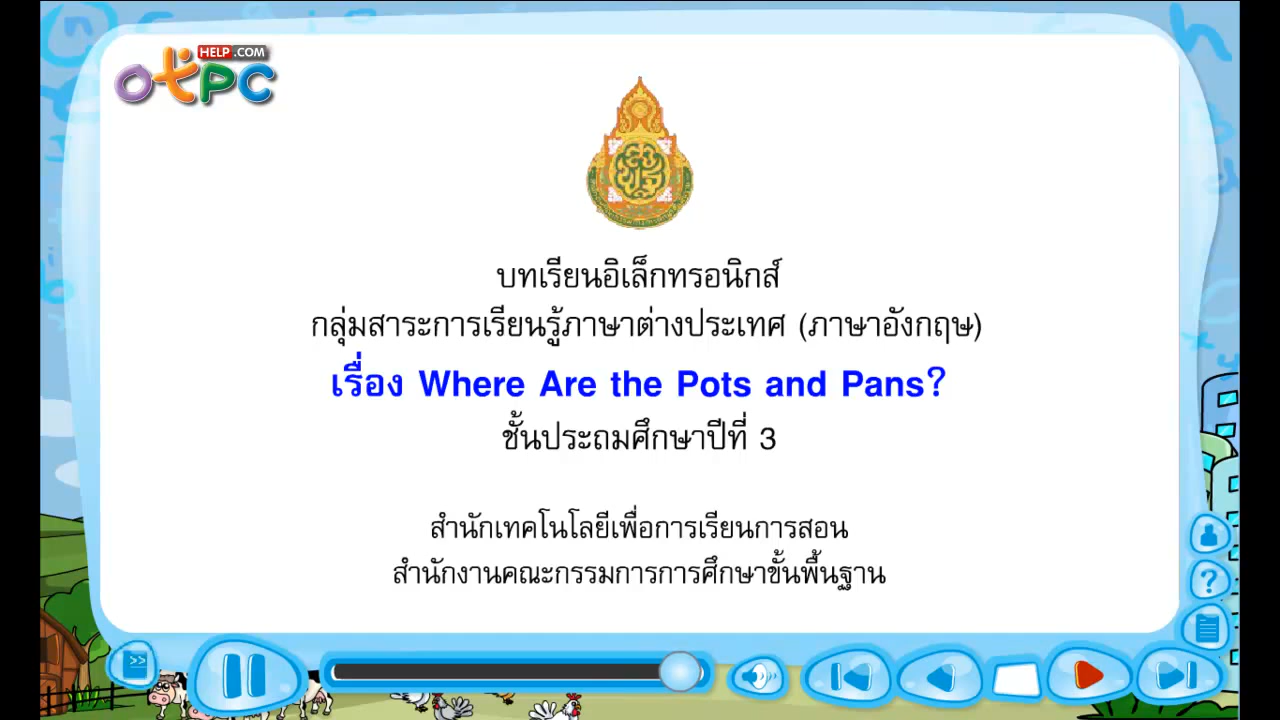 OTPC HELP.COM
บทเรียนอิเล็กทรอนิกส์
กลุ่มสาระการเรียนรู้ภาษาต่างประเทศ (ภาษาอังกฤษ)
เรื่อง Where Are the Pots and Pans?
ชั้นประถมศึกษาปีที่ 3
สำนักเทคโนโลยีเพื่อการเรียนการสอน
สำนักงานคณะกรรมการการศึกษาขั้นพื้นฐาน
?
>>